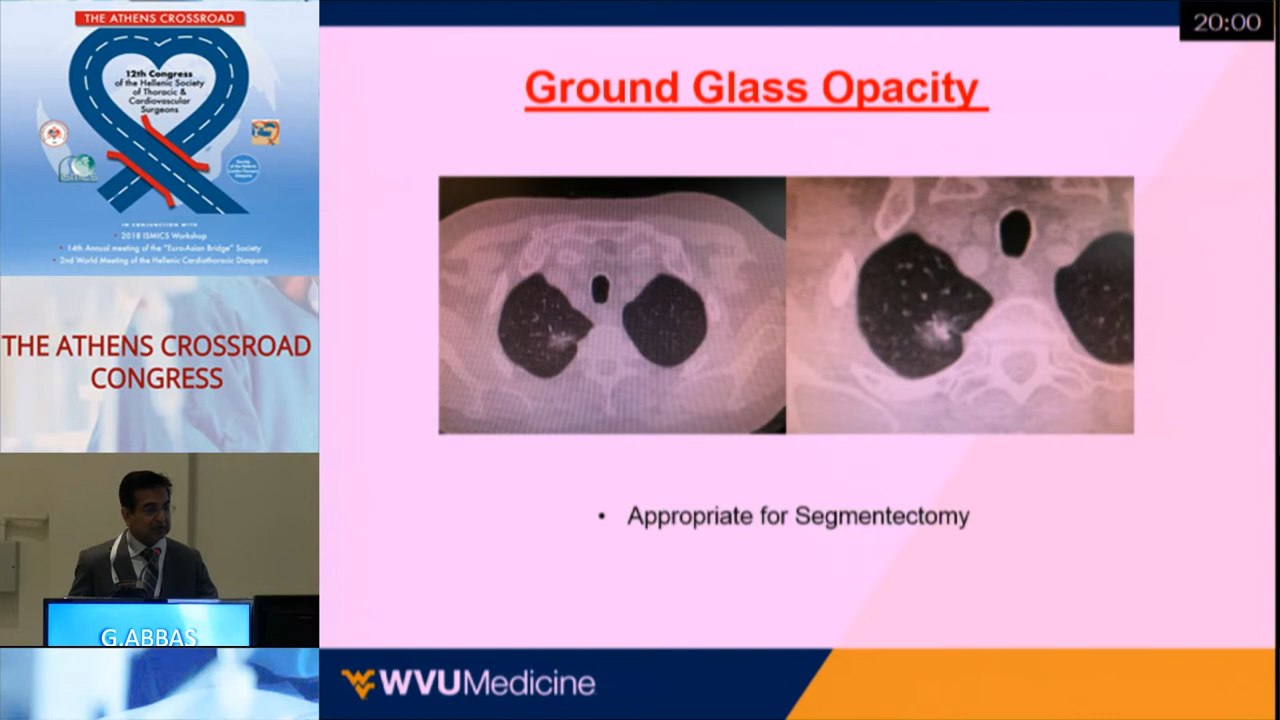 THE ATHENS CROSSROAD
12th Congress
of the Hellenic Society
of Thoracic &
Cardiovascular
Surgeons
IN CONJUNCTION WITH
• 2018 ISMICS Workshop
• 14th Annual meeting of the "Euro-Asian Bridge" Society
• 2nd World Meeting of the Hellenic Cardiothoracic Diaspora
THE ATHENS CROSSROAD
CONGRESS
G.ABBAS
20:00
Ground Glass Opacity
• Appropriate for Segmentectomy
WVUMedicine